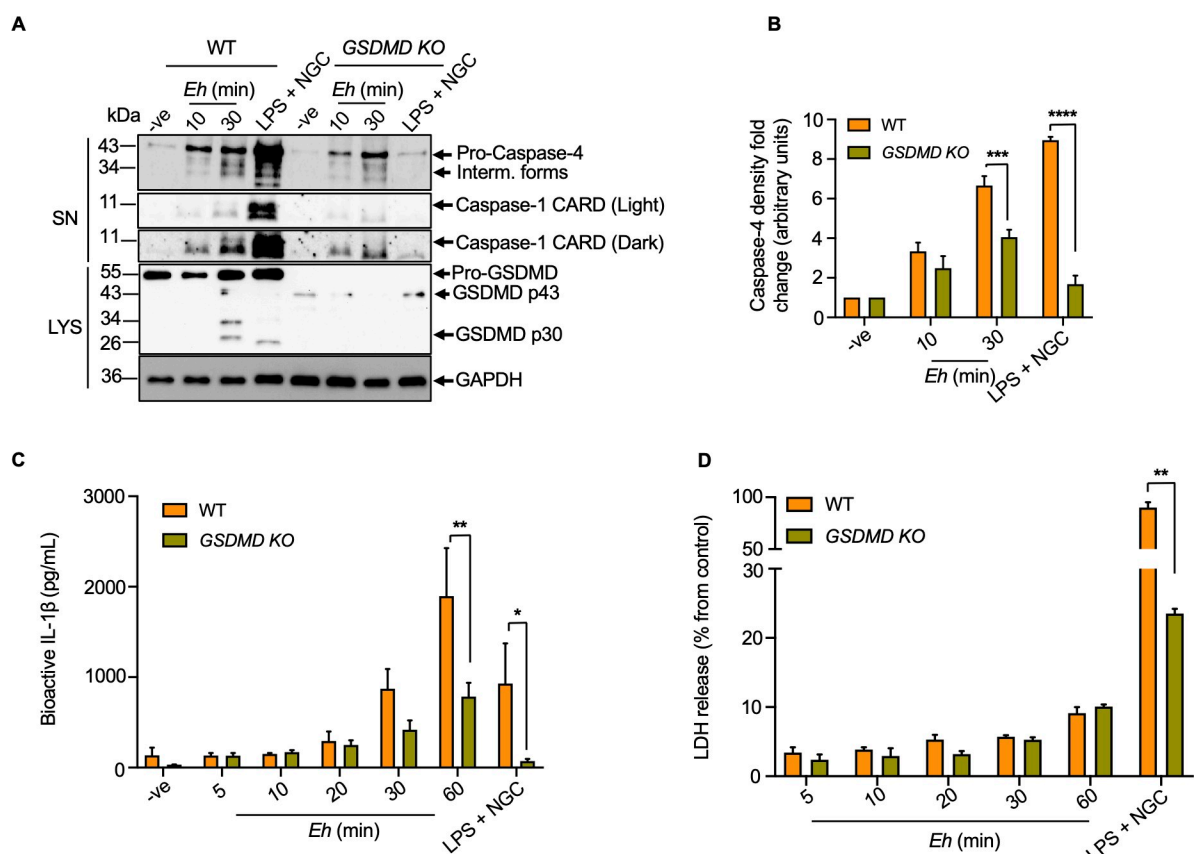 A
WT
GSDMD KO
Eh (min)
LPS + NGC
Eh (min)
LPS + NGC
kDa
-ve
10
30
-ve
10
30
43
34
Pro-Caspase-4
Interm. forms
SN
11
Caspase-1 CARD (Light)
11
Caspase-1 CARD (Dark)
LYS
55
43
34
26
Pro-GSDMD
GSDMD p43
GSDMD p30
36
GAPDH
B
Caspase-4 density fold
change (arbitrary units)
10
8
6
4
2
0
WT
GSDMD KO
***
****
-ve
10
30
LPS + NGC
Eh (min)
C
Bioactive IL-1β (pg/mL)
3000
2000
1000
0
WT
GSDMD KO
**
*
-ve
5
10
20
30
60
LPS + NGC
Eh (min)
D
LDH release (% from control)
100
50
30
20
10
0
WT
GSDMD KO
**
5
10
20
30
60
LPS + NGC
Eh (min)